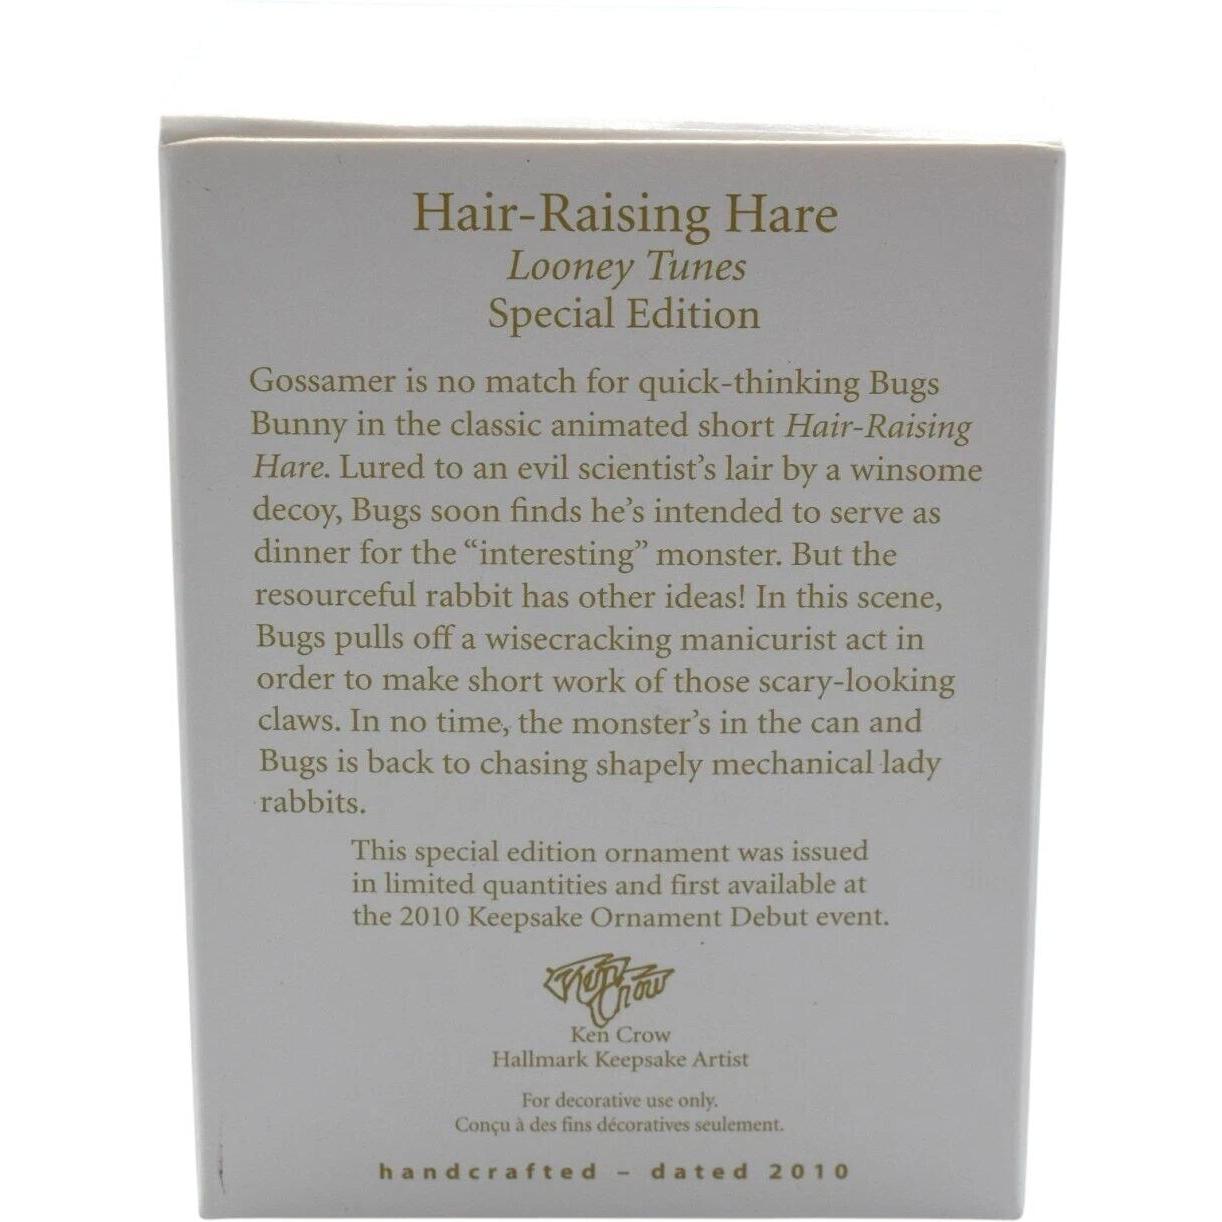 Hair-Raising Hare
Looney Tunes
Special Edition
Gossamer is no match for quick-thinking Bugs
Bunny in the classic animated short Hair-Raising
Hare. Lured to an evil scientist's lair by a winsome
decoy, Bugs soon finds he's intended to serve as
dinner for the “interesting” monster. But the
resourceful rabbit has other ideas! In this scene,
Bugs pulls off a wisecracking manicurist act in
order to make short work of those scary-looking
claws. In no time, the monster's in the can and
Bugs is back to chasing shapely mechanical lady
rabbits.
This special edition ornament was issued
in limited quantities and first available at
the 2010 Keepsake Ornament Debut event.
Ken Crow
Ken Crow
Hallmark Keepsake Artist
For decorative use only.
Conçu à des fins décoratives seulement.
handcrafted – dated 2010